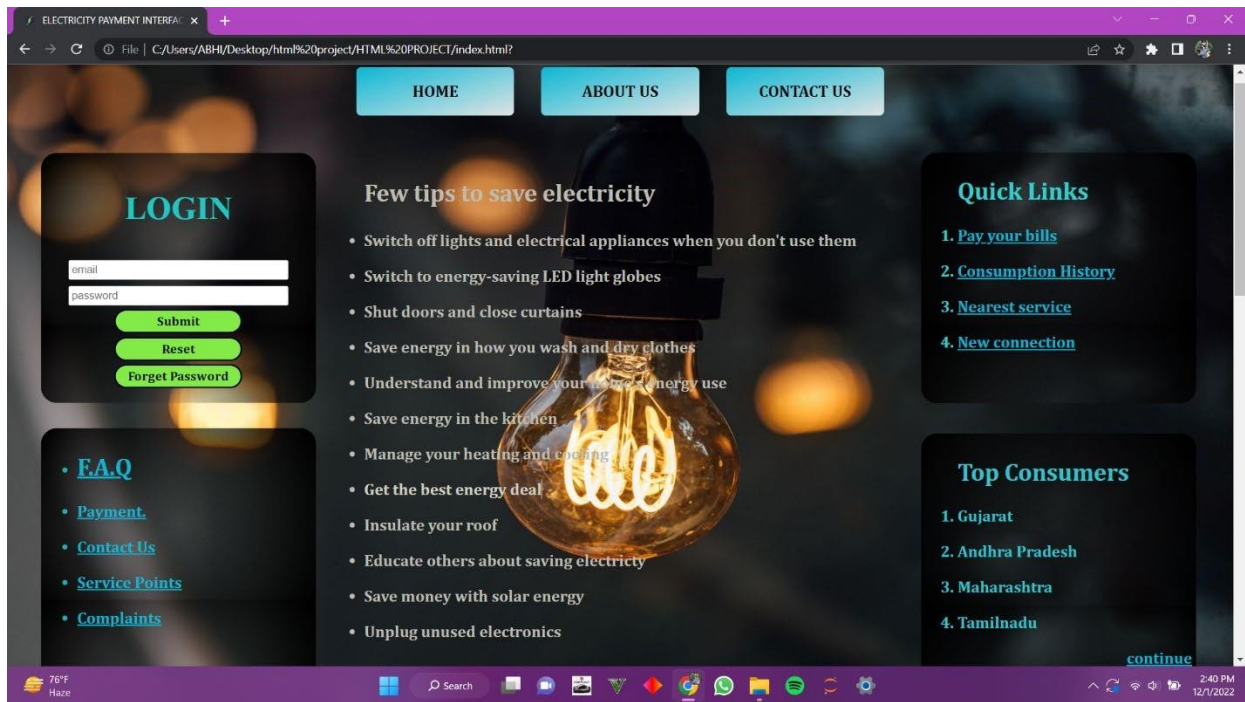 ELECTRICITY PAYMENT INTERFAC
File | C:/Users/ABHI/Desktop/html%20project/HTML%20PROJECT/index.html?
HOME
ABOUT US
CONTACT US
LOGIN
email
password
Submit
Reset
Forget Password
F.A.Q
Payment.
Contact Us
Service Points
Complaints
Few tips to save electricity
Switch off lights and electrical appliances when you don't use them
Switch to energy-saving LED light globes
Shut doors and close curtains
Save energy in how you wash and dry clothes
Understand and improve your home's energy use
Save energy in the kitchen
Manage your heating and cooling
Get the best energy deal
Insulate your roof
Educate others about saving electricty
Save money with solar energy
Unplug unused electronics
Quick Links
1. Pay your bills
2. Consumption History
3. Nearest service
4. New connection
Top Consumers
1. Gujarat
2. Andhra Pradesh
3. Maharashtra
4. Tamilnadu
continue
76°F
Haze
Search
2:40 PM
12/1/2022